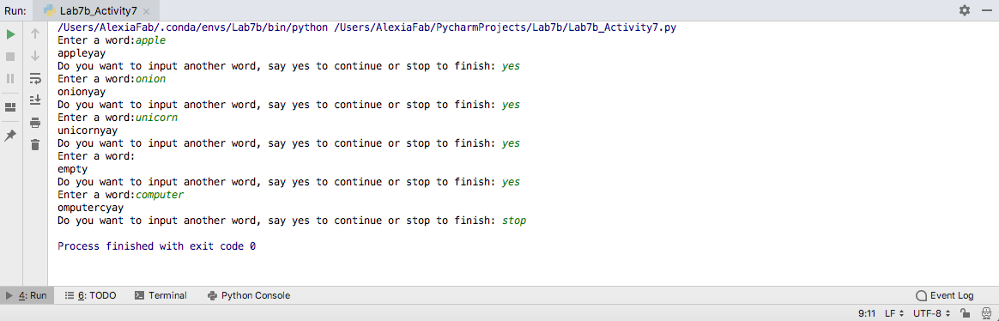 Run: Lab7b_Activity7 ×
/Users/AlexiaFab/.conda/envs/Lab7b/bin/python /Users/AlexiaFab/PycharmProjects/Lab7b/Lab7b_Activity7.py
Enter a word:apple
appleyay
Do you want to input another word, say yes to continue or stop to finish: yes
Enter a word:onion
onionyay
Do you want to input another word, say yes to continue or stop to finish: yes
Enter a word:unicorn
unicornyay
Do you want to input another word, say yes to continue or stop to finish: yes
Enter a word:
empty
Do you want to input another word, say yes to continue or stop to finish: yes
Enter a word:computer
omputercyay
Do you want to input another word, say yes to continue or stop to finish: stop
Process finished with exit code 0
4: Run 6: TODO Terminal Python Console Event Log
9:11 LF UTF-8